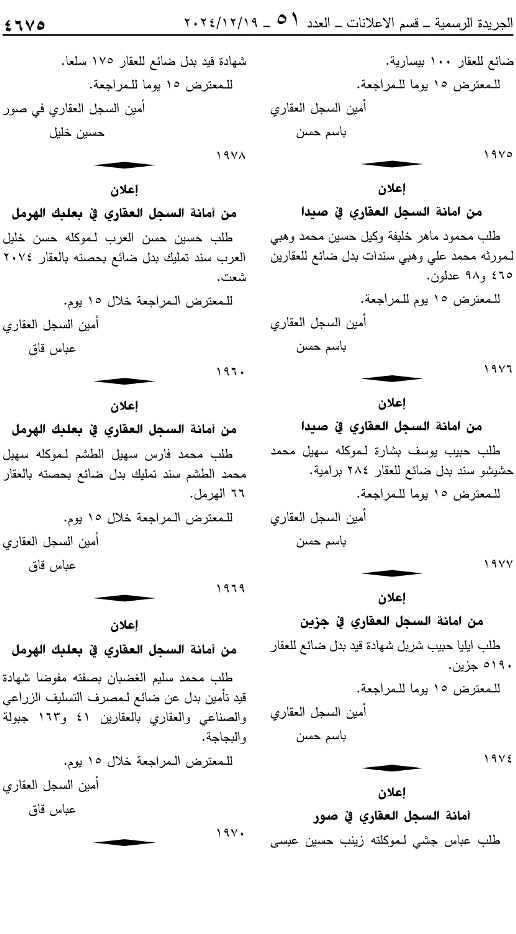 الجريدة الرسمية ــ قسم الاعلانات ــ العدد ٥١ ــ ٢٠٢٤/١٢/١٩
٤٦٧٥
ضائع للعقار ١٠٠ بيسارية.
للمعترض ١٥ يوما للمراجعة.
أمين السجل العقاري
باسم حسن
١٩٧٥
إعلان
من امانة السجل العقاري في صيدا
طلب محمود ماهر خليفة وكيل حسين محمد وهبي
لمورثه محمد علي وهبي سندات بدل ضائع للعقارين
٤٦٥ و٩٨ عدلون.
للمعترض ١٥ يوم للمراجعة.
أمين السجل العقاري
باسم حسن
١٩٧٦
إعلان
من امانة السجل العقاري في صيدا
طلب حبيب يوسف بشارة لموكله سهيل محمد
حشيشو سند بدل ضائع للعقار ٢٨٤ برامية.
للمعترض ١٥ يوما للمراجعة.
أمين السجل العقاري
باسم حسن
١٩٧٧
إعلان
من امانة السجل العقاري في جزين
طلب ايليا حبيب شربل شهادة قيد بدل ضائع للعقار
٥١٩٠ جزين.
للمعترض ١٥ يوما للمراجعة.
أمين السجل العقاري
باسم حسن
١٩٧٤
إعلان
أمانة السجل العقاري في صور
طلب عباس جشي لموكلته زينب حسين عيسى
شهادة قيد بدل ضائع للعقار ١٧٥ سلعا.
للمعترض ١٥ يوما للمراجعة.
أمين السجل العقاري في صور
حسين خليل
١٩٧٨
إعلان
من أمانة السجل العقاري في بعلبك الهرمل
طلب حسين حسن العرب لموكله حسن خليل
العرب سند تمليك بدل ضائع بحصته بالعقار ٢٠٧٤
شعت.
للمعترض المراجعة خلال ١٥ يوم.
أمين السجل العقاري
عباس قاق
١٩٦٠
إعلان
من أمانة السجل العقاري في بعلبك الهرمل
طلب محمد فارس سهيل الطشم لموكله سهيل
محمد الطشم سند تمليك بدل ضائع بحصته بالعقار
٦٦ الهرمل.
للمعترض المراجعة خلال ١٥ يوم.
أمين السجل العقاري
عباس قاق
١٩٦٩
إعلان
من أمانة السجل العقاري في بعلبك الهرمل
طلب محمد سليم الغضبان بصفته مفوضا شهادة
قيد تأمين بدل عن ضائع لمصرف التسليف الزراعي
والصناعي والعقاري بالعقارين ٤١ و١٦٣ جبولة
والبجاجة.
للمعترض المراجعة خلال ١٥ يوم.
أمين السجل العقاري
عباس قاق
١٩٧٠